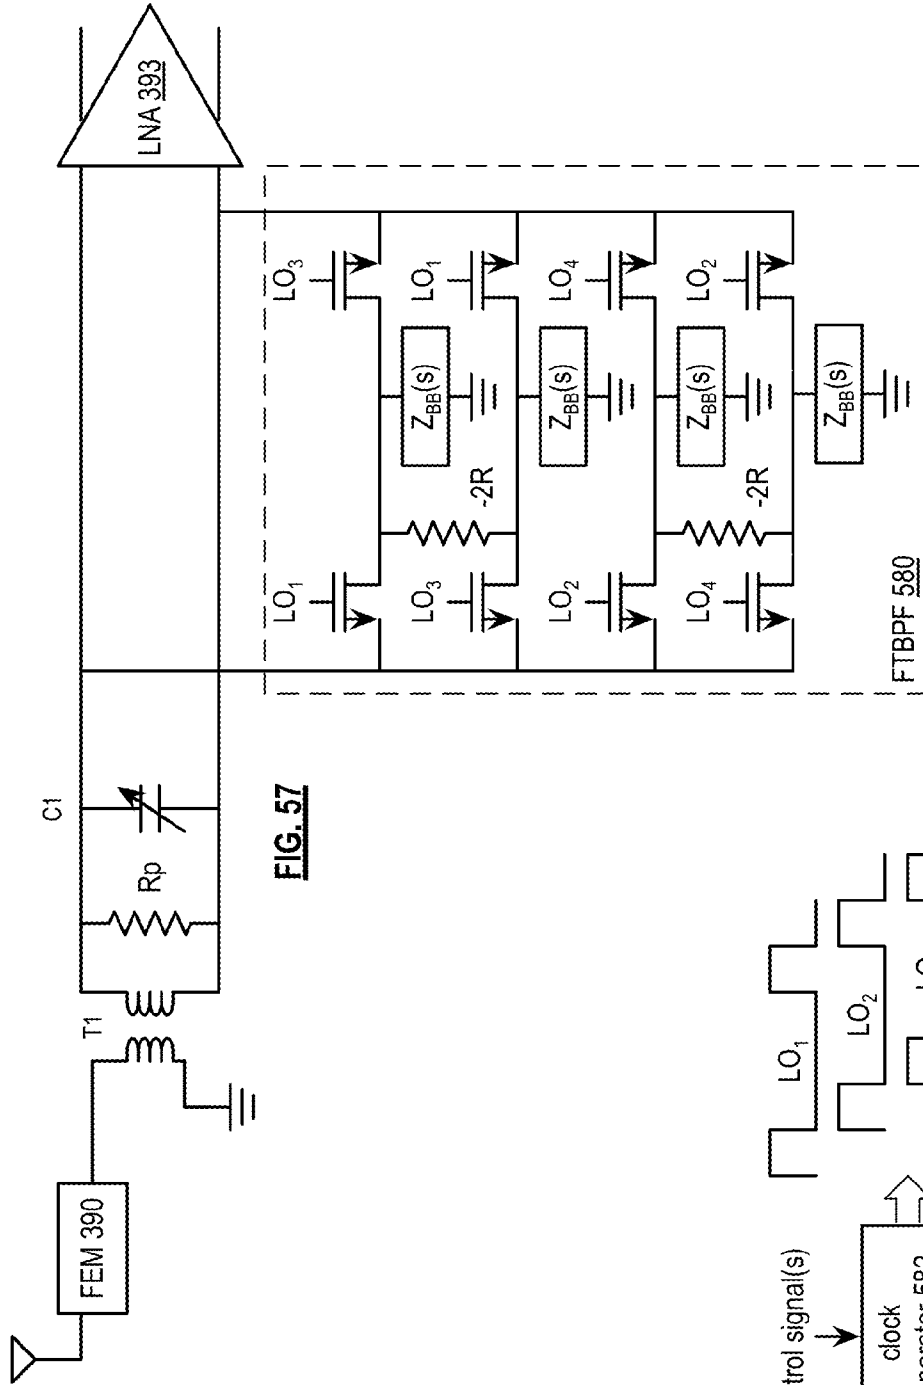 LNA 393
LO3
LO1
LO4
LO2
ZBB(s)
ZBB(s)
ZBB(s)
ZBB(s)
-2R
-2R
LO1
LO3
LO2
LO4
FTBPF 580
C1
Rp
T1
FEM 390
FIG. 57
LO1
LO2
signal(s)
clock
582